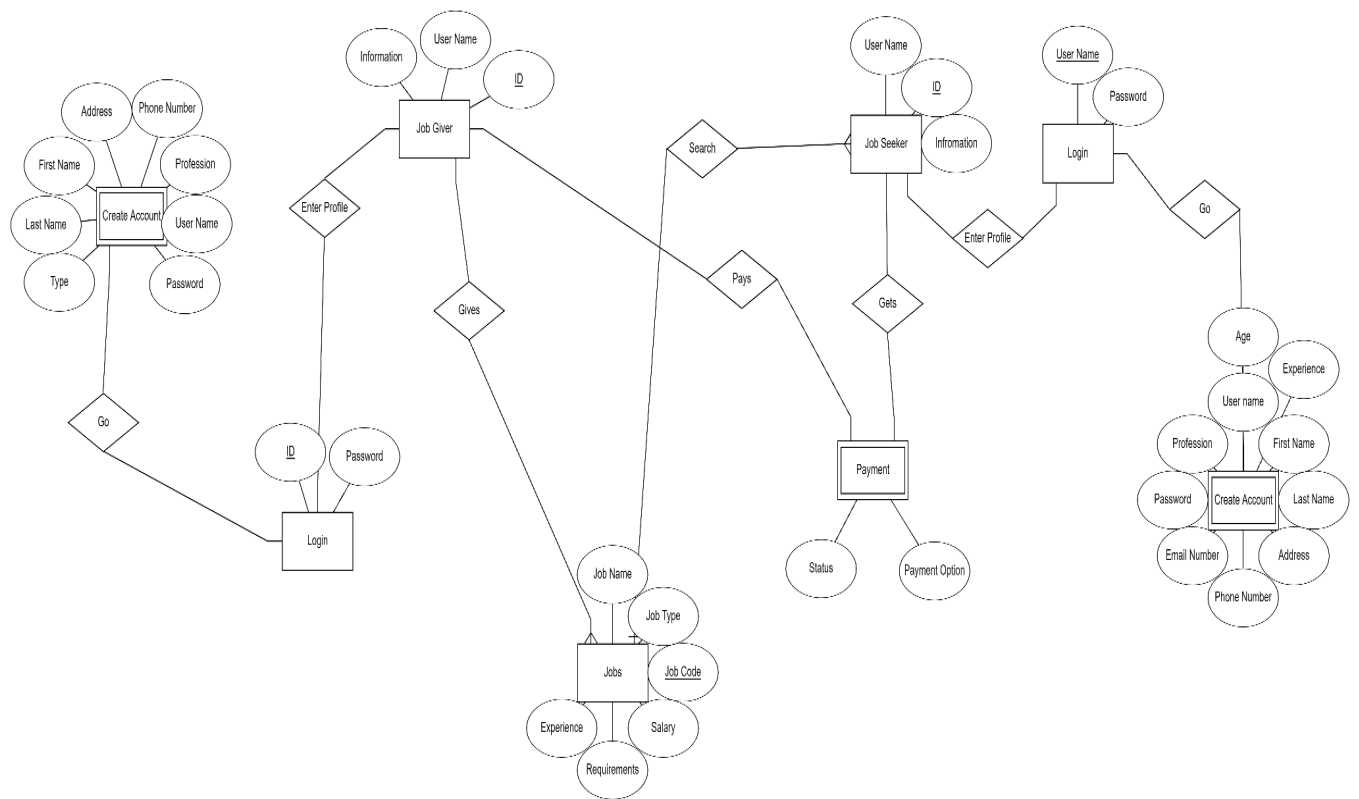 User Name
Information
ID
Job Giver
User Name
ID
Infromation
Job Seeker
User Name
Password
Login
Address
Phone Number
First Name
Profession
Last Name
Create Account
User Name
Type
Password
Enter Profile
Search
Enter Profile
Go
Gives
Pays
Gets
Go
ID
Password
Login
Payment
Status
Payment Option
Age
Experience
User name
Profession
First Name
Password
Create Account
Last Name
Email Number
Address
Phone Number
Job Name
Job Type
Jobs
Job Code
Experience
Salary
Requirements